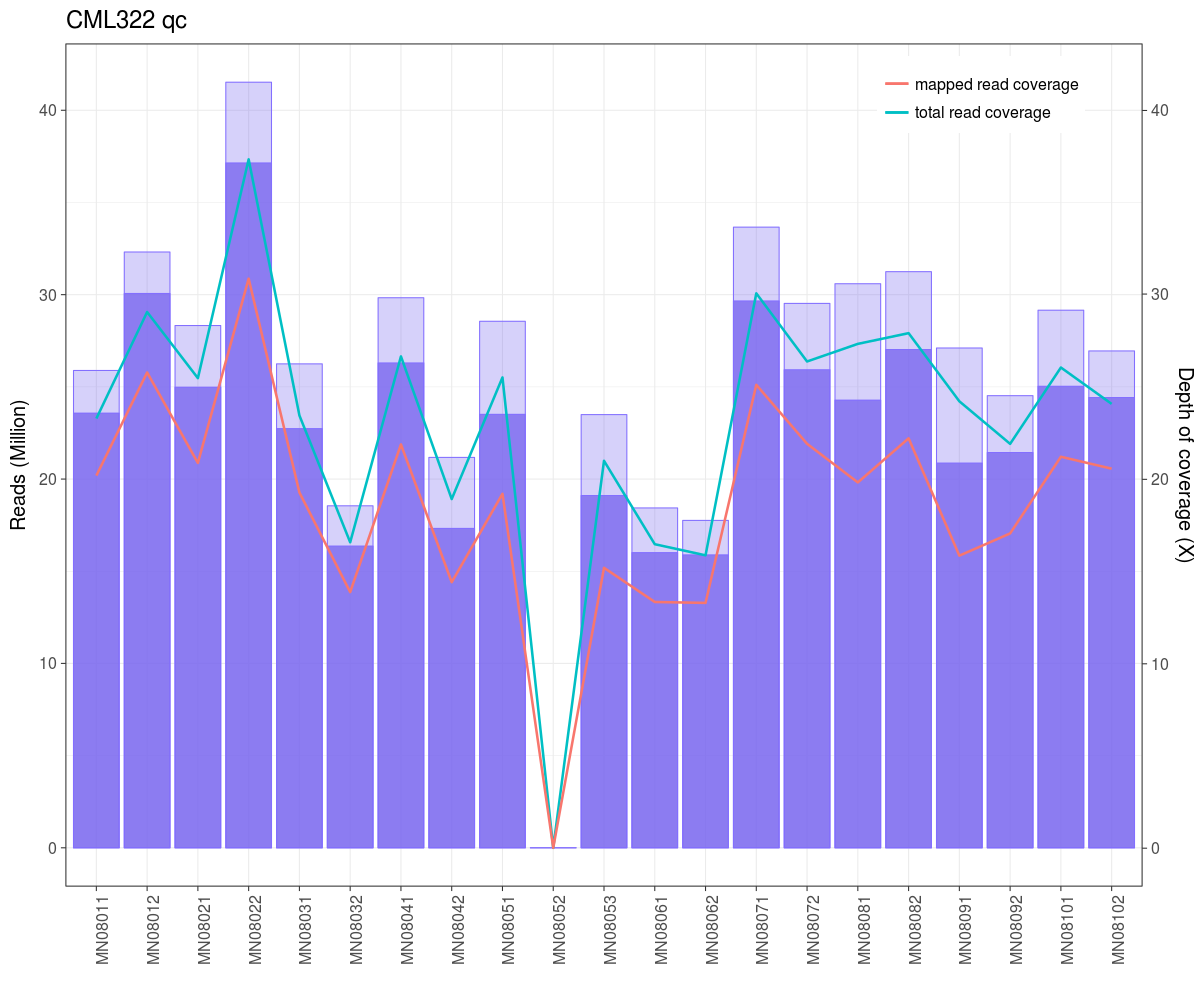 CML322 qc
mapped read coverage
total read coverage
40
30
20
10
0
40
30
20
10
0
Reads (Million)
Depth of coverage (X)
MN08011
MN08012
MN08021
MN08022
MN08031
MN08032
MN08041
MN08042
MN08051
MN08052
MN08053
MN08061
MN08062
MN08071
MN08072
MN08081
MN08082
MN08091
MN08092
MN08101
MN08102